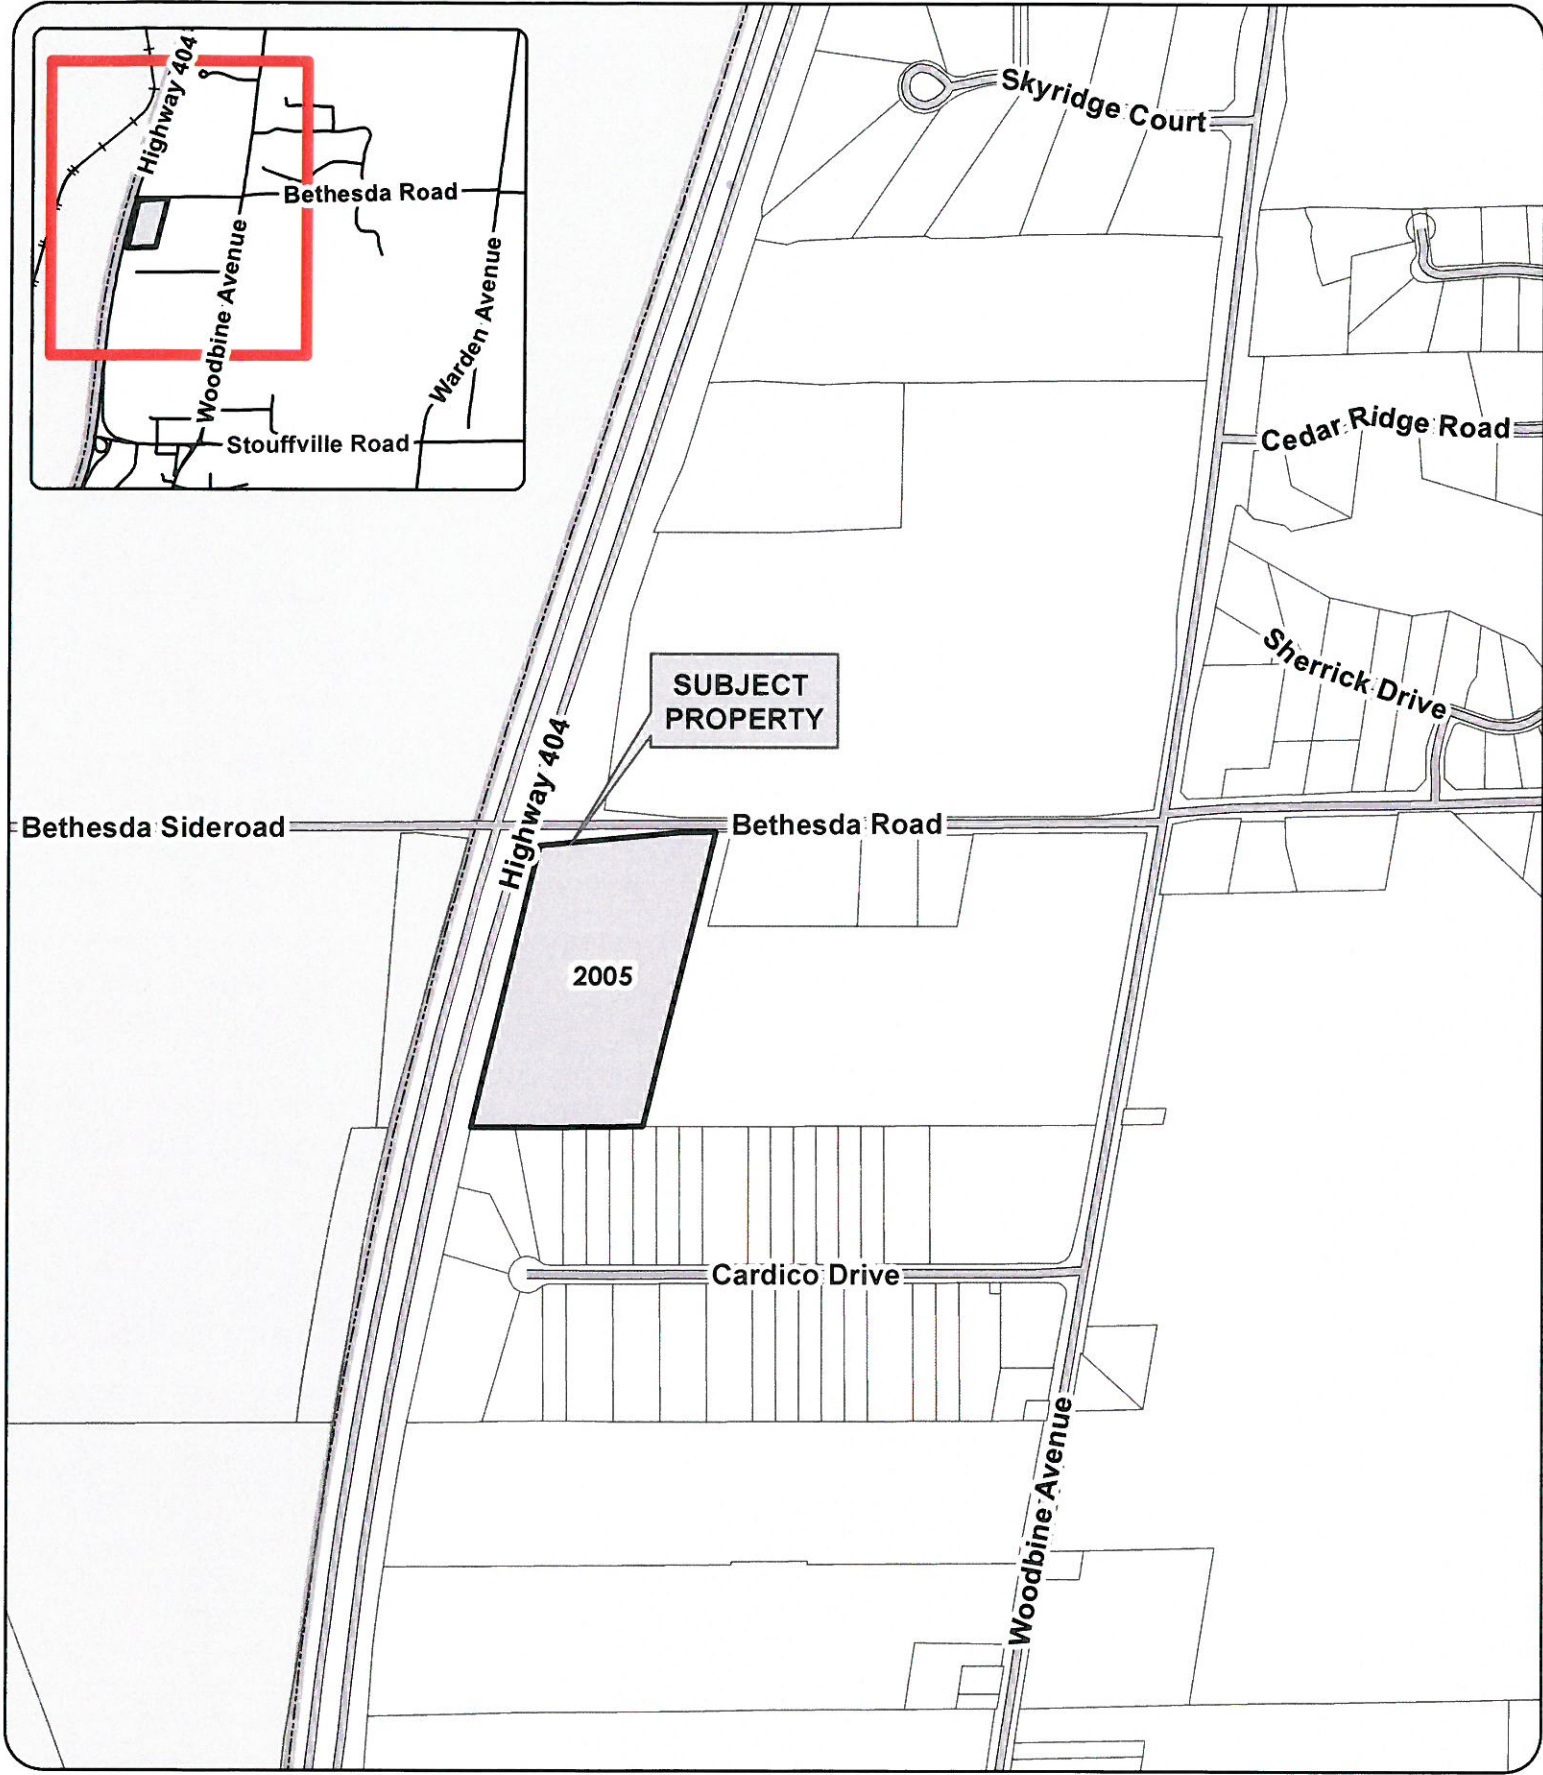 Highway 404
Bethesda Road
Woodbine Avenue
Warden Avenue
Stouffville Road
Skyridge Court
Cedar Ridge Road
Sherrick Drive
SUBJECT
PROPERTY
Highway 404
Bethesda Sideroad
Bethesda Road
2005
Cardico Drive
Woodbine Avenue